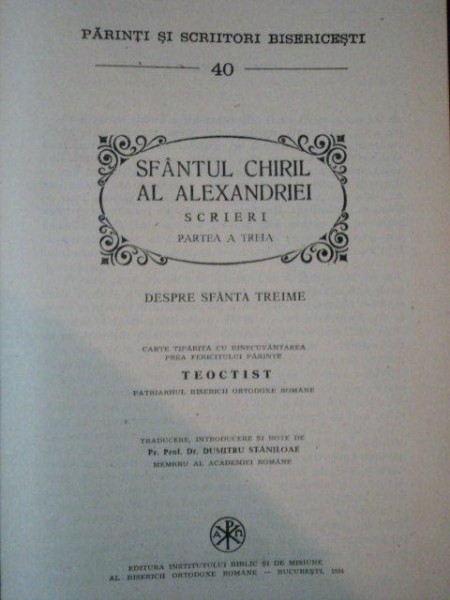 PĂRINȚI ȘI SCRIITORI BISERICEȘTI
40
SFÂNTUL CHIRIL
AL ALEXANDRIEI
SCRIERI
PARTEA A TREIA
DESPRE SFÂNTA TREIME
CARTE TIPĂRITĂ CU BINECUVÂNTAREA
PREA FERICITULUI PĂRINTE
TEOCTIST
PATRIARHUL BISERICII ORTODOXE ROMÂNE
TRADUCERE, INTRODUCERE ȘI NOTE DE
Pr. Prof. Dr. DUMITRU STĂNILOAE
MEMBRU AL ACADEMIEI ROMÂNE
EDITURA INSTITUTULUI BIBLIC ȘI DE MISIUNE
AL BISERICII ORTODOXE ROMÂNE — BUCUREȘTI, 1994